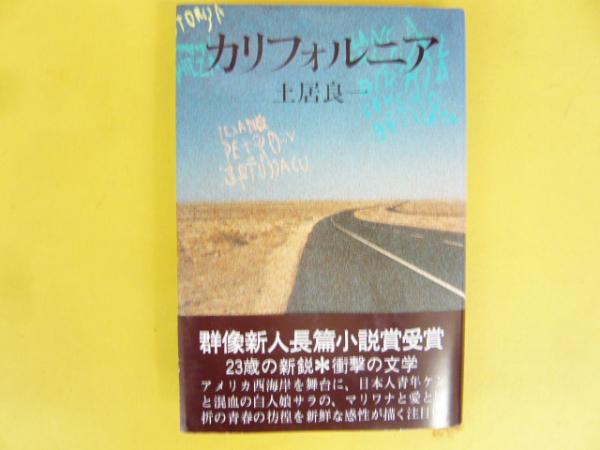 カリフォルニア
土居良一
群像新人長篇小説賞受賞
23歳の新鋭＊衝撃の文学
アメリカ西海岸を舞台に、日本人青年ケン
と混血の白人娘サラの、マリワナと愛と
折の青春の彷徨を新鮮な感性が描く注目